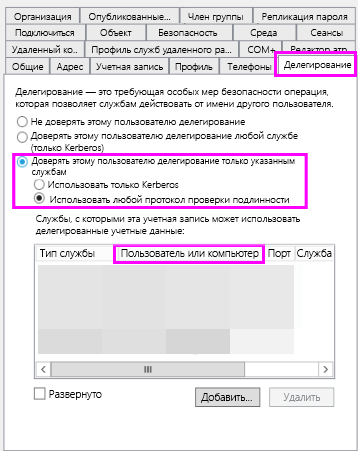 Организация Опубликованные... Член группы Репликация пароля
Подключиться Объект Безопасность Среда Сеансы
Удаленный ко.. Профиль служб удаленного ра... COM+ Редактор атр
Общие Адрес Учетная запись Профиль Телефоны Делегирование
Делегирование — это требующая особых мер безопасности операция,
которая позволяет службам действовать от имени другого пользователя.
Не доверять этому пользователю делегирование
Доверять этому пользователю делегирование любой службе
(только Kerberos)
Доверять этому пользователю делегирование только указанным
службам
Использовать только Kerberos
Использовать любой протокол проверки подлинности
Службы, с которыми эта учетная запись может использовать
делегированные учетные данные:
Тип службы Пользователь или компьютер Порт Служба
Развернуто Добавить... Удалить